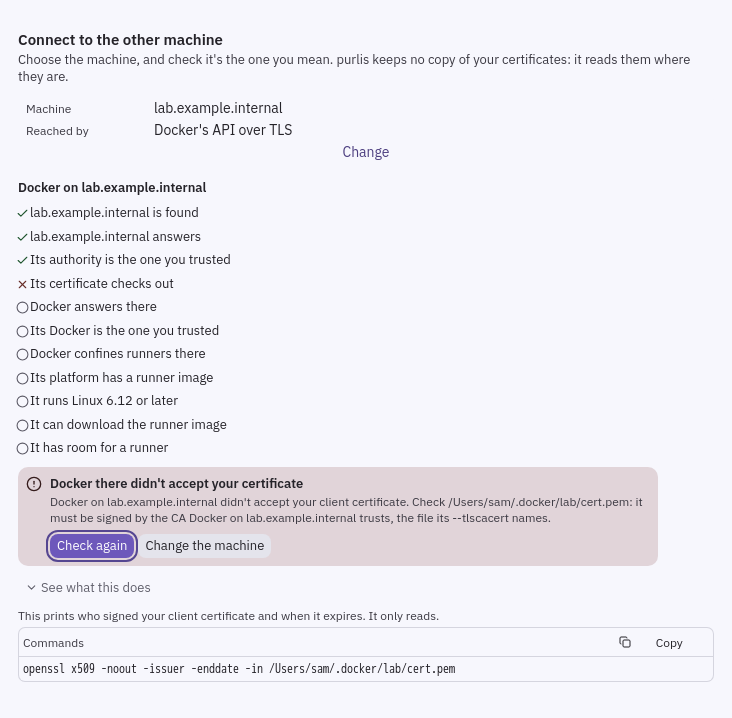 Connect to the other machine
Choose the machine, and check it's the one you mean. purlis keeps no copy of your certificates: it reads them where
they are.
Machine lab.example.internal
Reached by Docker's API over TLS
Change
Docker on lab.example.internal
lab.example.internal is found
lab.example.internal answers
Its authority is the one you trusted
Its certificate checks out
Docker answers there
Its Docker is the one you trusted
Docker confines runners there
Its platform has a runner image
It runs Linux 6.12 or later
It can download the runner image
It has room for a runner
Docker there didn't accept your certificate
Docker on lab.example.internal didn't accept your client certificate. Check /Users/sam/.docker/lab/cert.pem: it
must be signed by the CA Docker on lab.example.internal trusts, the file its --tlscacert names.
Check again Change the machine
See what this does
This prints who signed your client certificate and when it expires. It only reads.
Commands Copy
openssl x509 -noout -issuer -enddate -in /Users/sam/.docker/lab/cert.pem